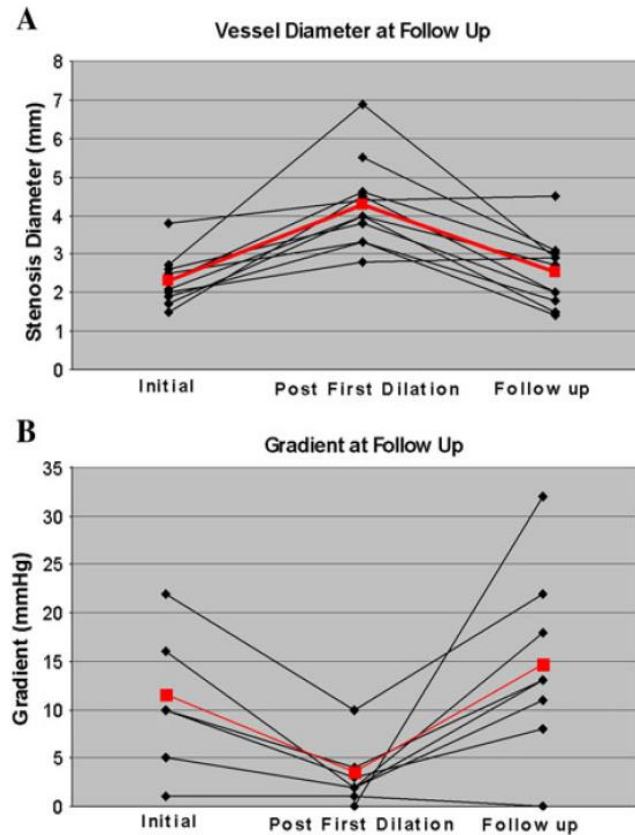 A
Vessel Diameter at Follow Up
Stenosis Diameter (mm)
8
7
6
5
4
3
2
1
0
Initial Post First Dilation Follow up
B
Gradient at Follow Up
Gradient (mmHg)
35
30
25
20
15
10
5
0
Initial Post First Dilation Follow up